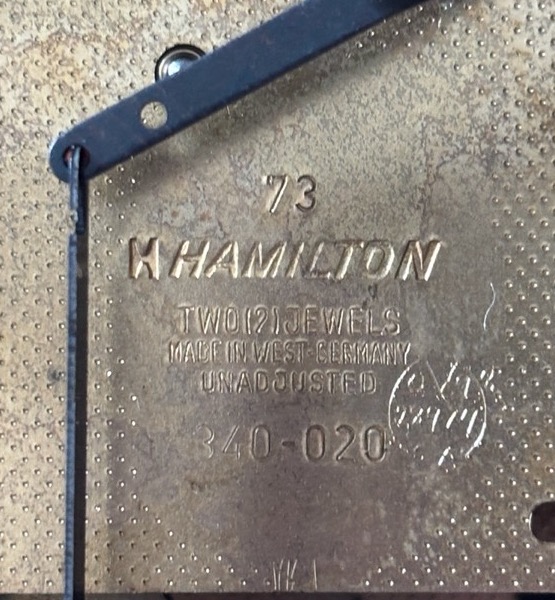 73
H HAMILTON
TWO (2) JEWELS
MADE IN WEST-GERMANY
UNADJUSTED
340-020